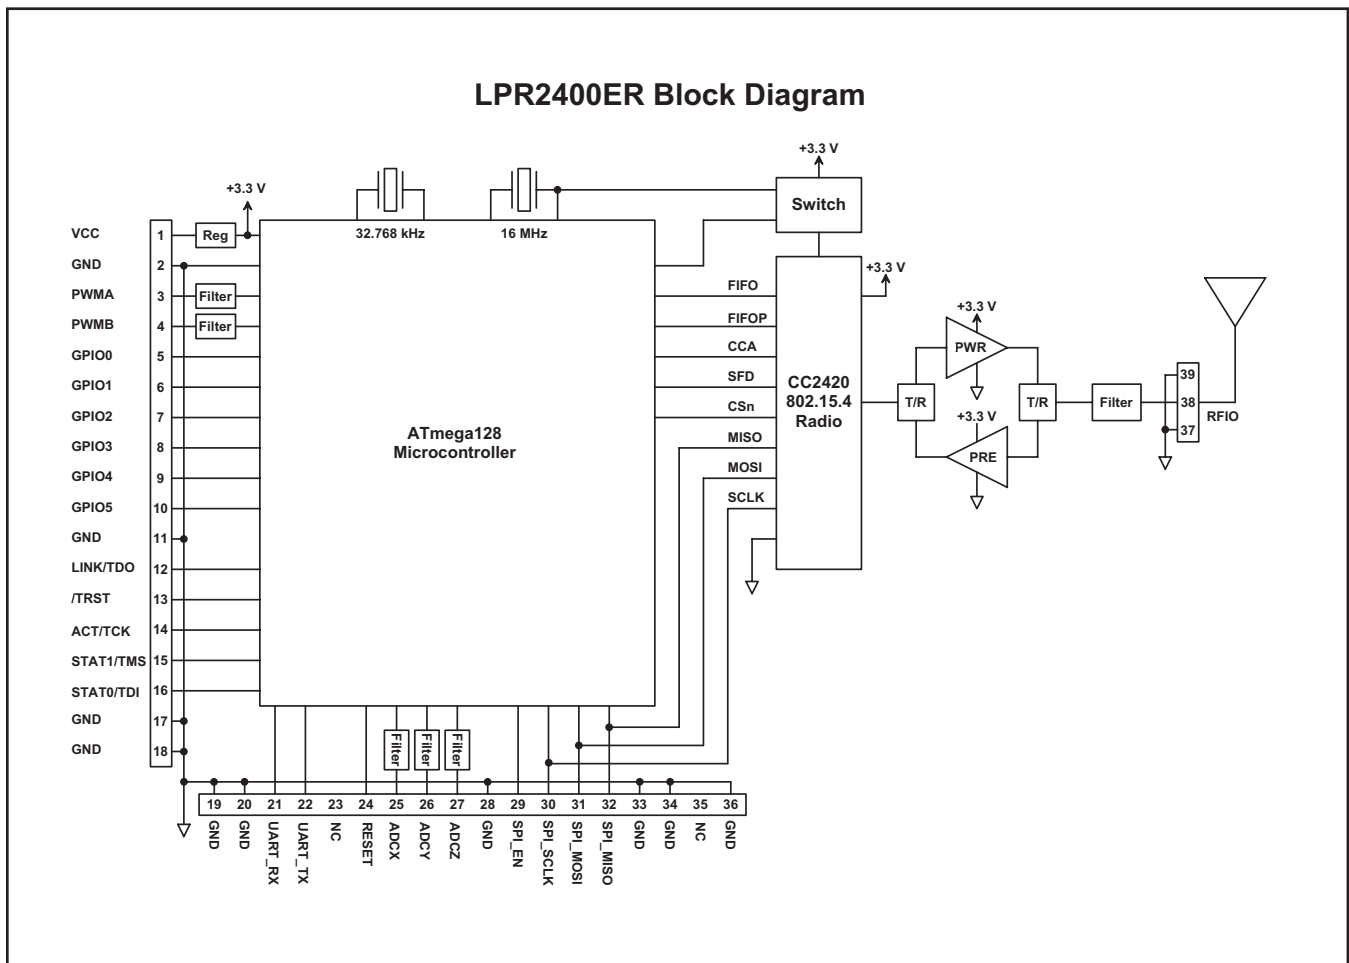 LPR2400ER Block Diagram
+3.3 V
+3.3 V
Switch
32.768 kHz
16 MHz
VCC 1 Reg
GND 2
PWMA 3 Filter
PWMB 4 Filter
GPIO0 5
GPIO1 6
GPIO2 7
GPIO3 8
GPIO4 9
GPIO5 10
GND 11
LINK/TDO 12
/TRST 13
ACT/TCK 14
STAT1/TMS 15
STAT0/TDI 16
GND 17
GND 18
ATmega128
Microcontroller
FIFO
FIFOP
CCA
SFD
CSn
MISO
MOSI
SCLK
+3.3 V
CC2420
802.15.4
Radio
T/R
+3.3 V
PWR
+3.3 V
PRE
T/R
Filter
39
38
37
RFIO
Filter
Filter
Filter
19 20 21 22 23 24 25 26 27 28 29 30 31 32 33 34 35 36
GND
GND
UART_RX
UART_TX
NC
RESET
ADCX
ADCY
ADCZ
GND
SPI_EN
SPI_SCLK
SPI_MOSI
SPI_MISO
GND
GND
NC
GND